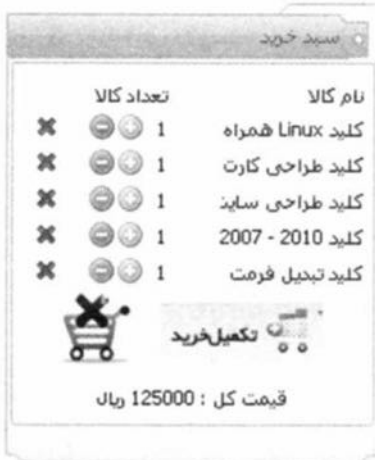 سبد خرید
نام کالا تعداد کالا
کلید Linux همراه 1
کلید طراحی کارت 1
کلید طراحی ساید 1
کلید 2010 - 2007 1
کلید تبدیل فرمت 1
تکمیل‌خرید
قیمت کل : 125000 ریال